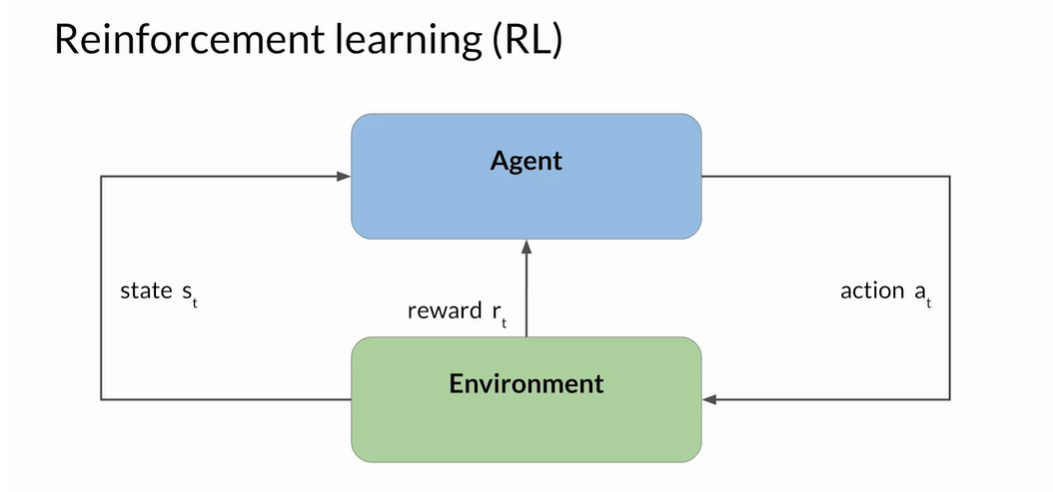 Reinforcement learning (RL)
Agent
state sₜ
action aₜ
reward rₜ
Environment